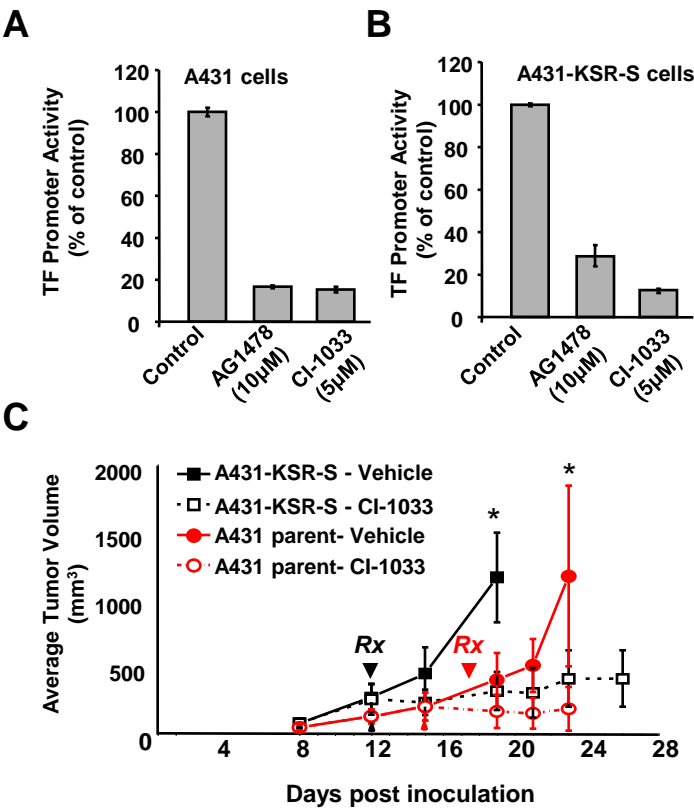 A
B
TF Promoter Activity
(% of control)
120
100
80
60
40
20
0
A431 cells
Control
AG1478
(10µM)
CI-1033
(5µM)
TF Promoter Activity
(% of control)
120
100
80
60
40
20
0
A431-KSR-S cells
Control
AG1478
(10µM)
CI-1033
(5µM)
C
Average Tumor Volume
(mm³)
2000
1500
1000
500
0
A431-KSR-S - Vehicle
A431-KSR-S - CI-1033
A431 parent- Vehicle
A431 parent- CI-1033
*
*
Rx
Rx
4 8 12 16 20 24 28
Days post inoculation